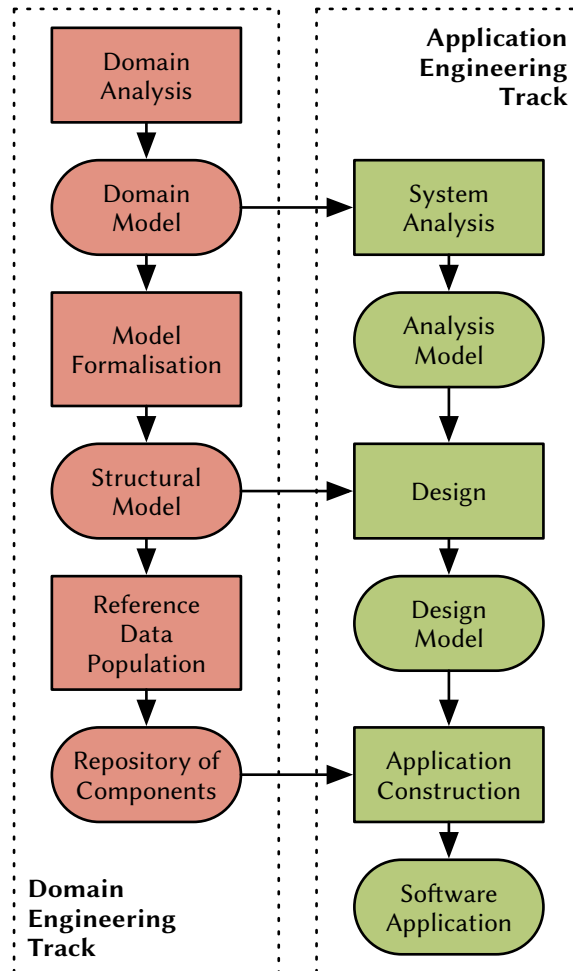 Domain
Analysis
Domain
Model
Model
Formalisation
Structural
Model
Reference
Data
Population
Repository of
Components
Domain
Engineering
Track
Application
Engineering
Track
System
Analysis
Analysis
Model
Design
Design
Model
Application
Construction
Software
Application